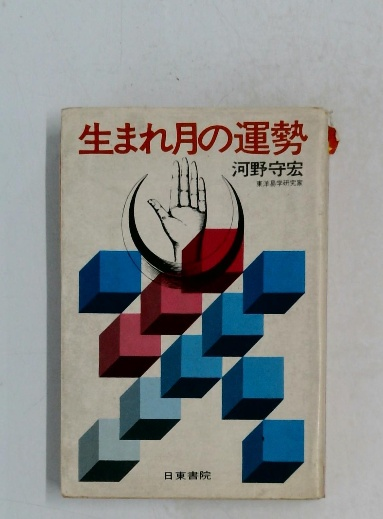 生まれ月の運勢
河野守宏
東洋易学研究家
日東書院